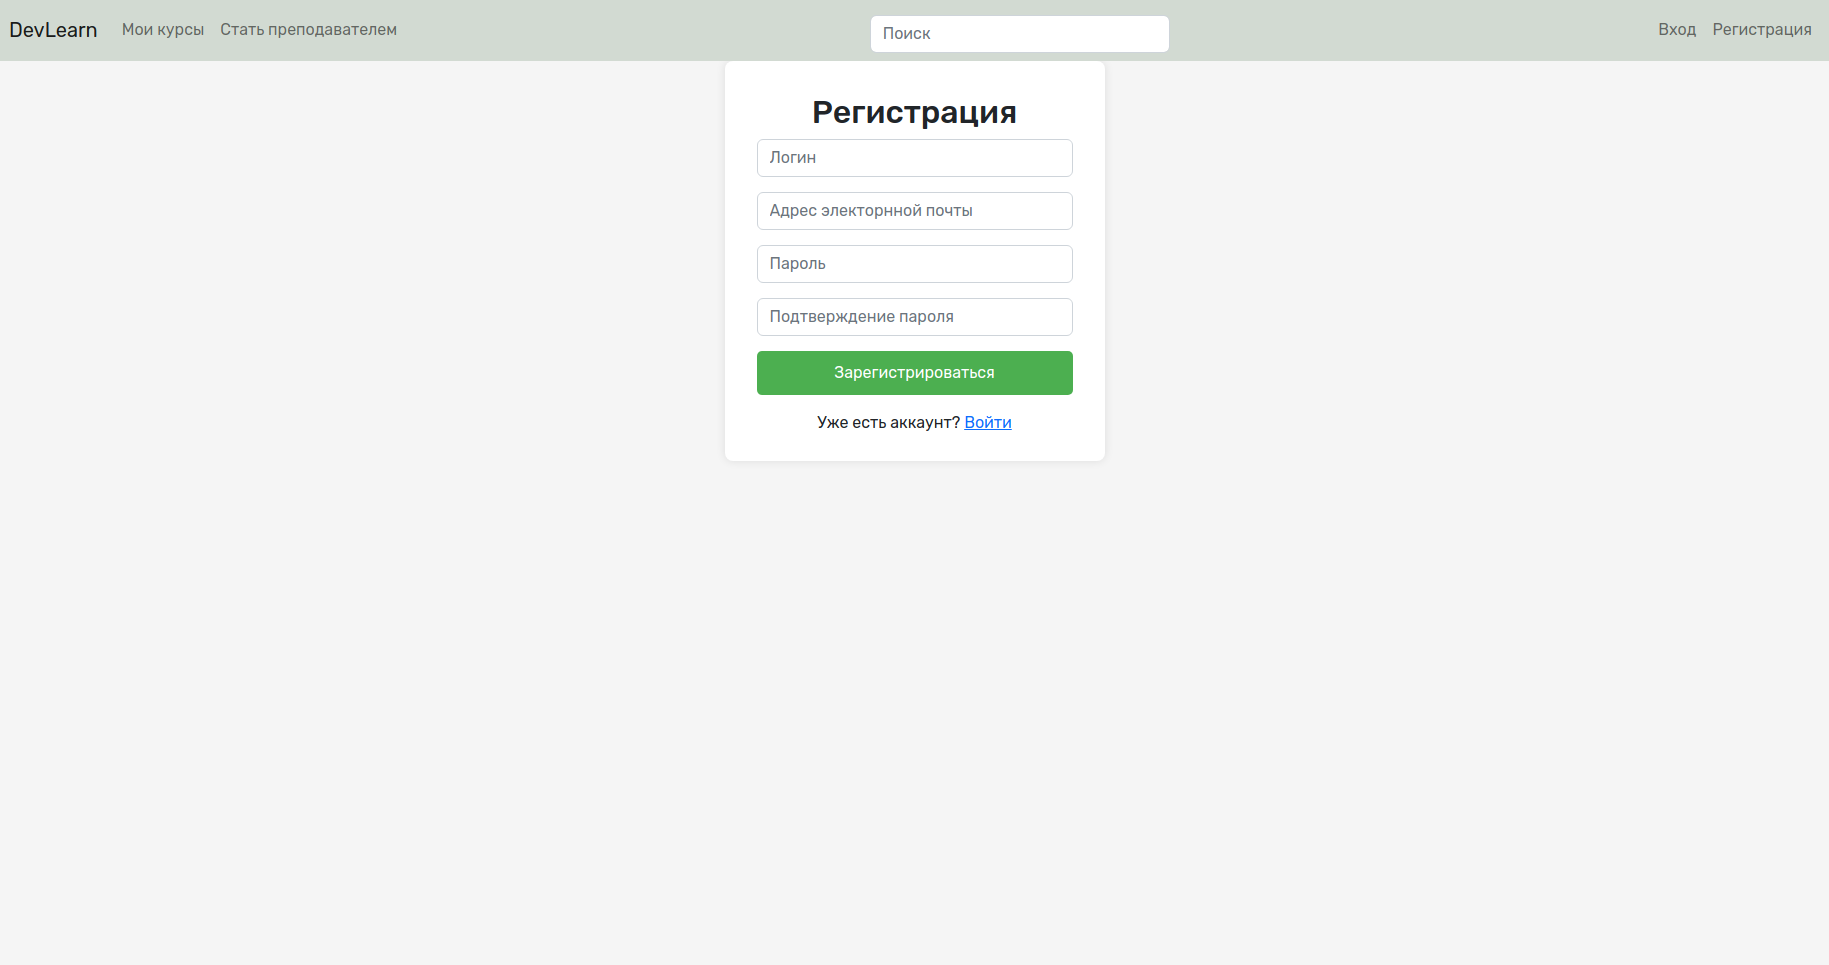 DevLearn Мои курсы Стать преподавателем Поиск Вход Регистрация
Регистрация
Логин
Адрес электорнной почты
Пароль
Подтверждение пароля
Зарегистрироваться
Уже есть аккаунт? Войти